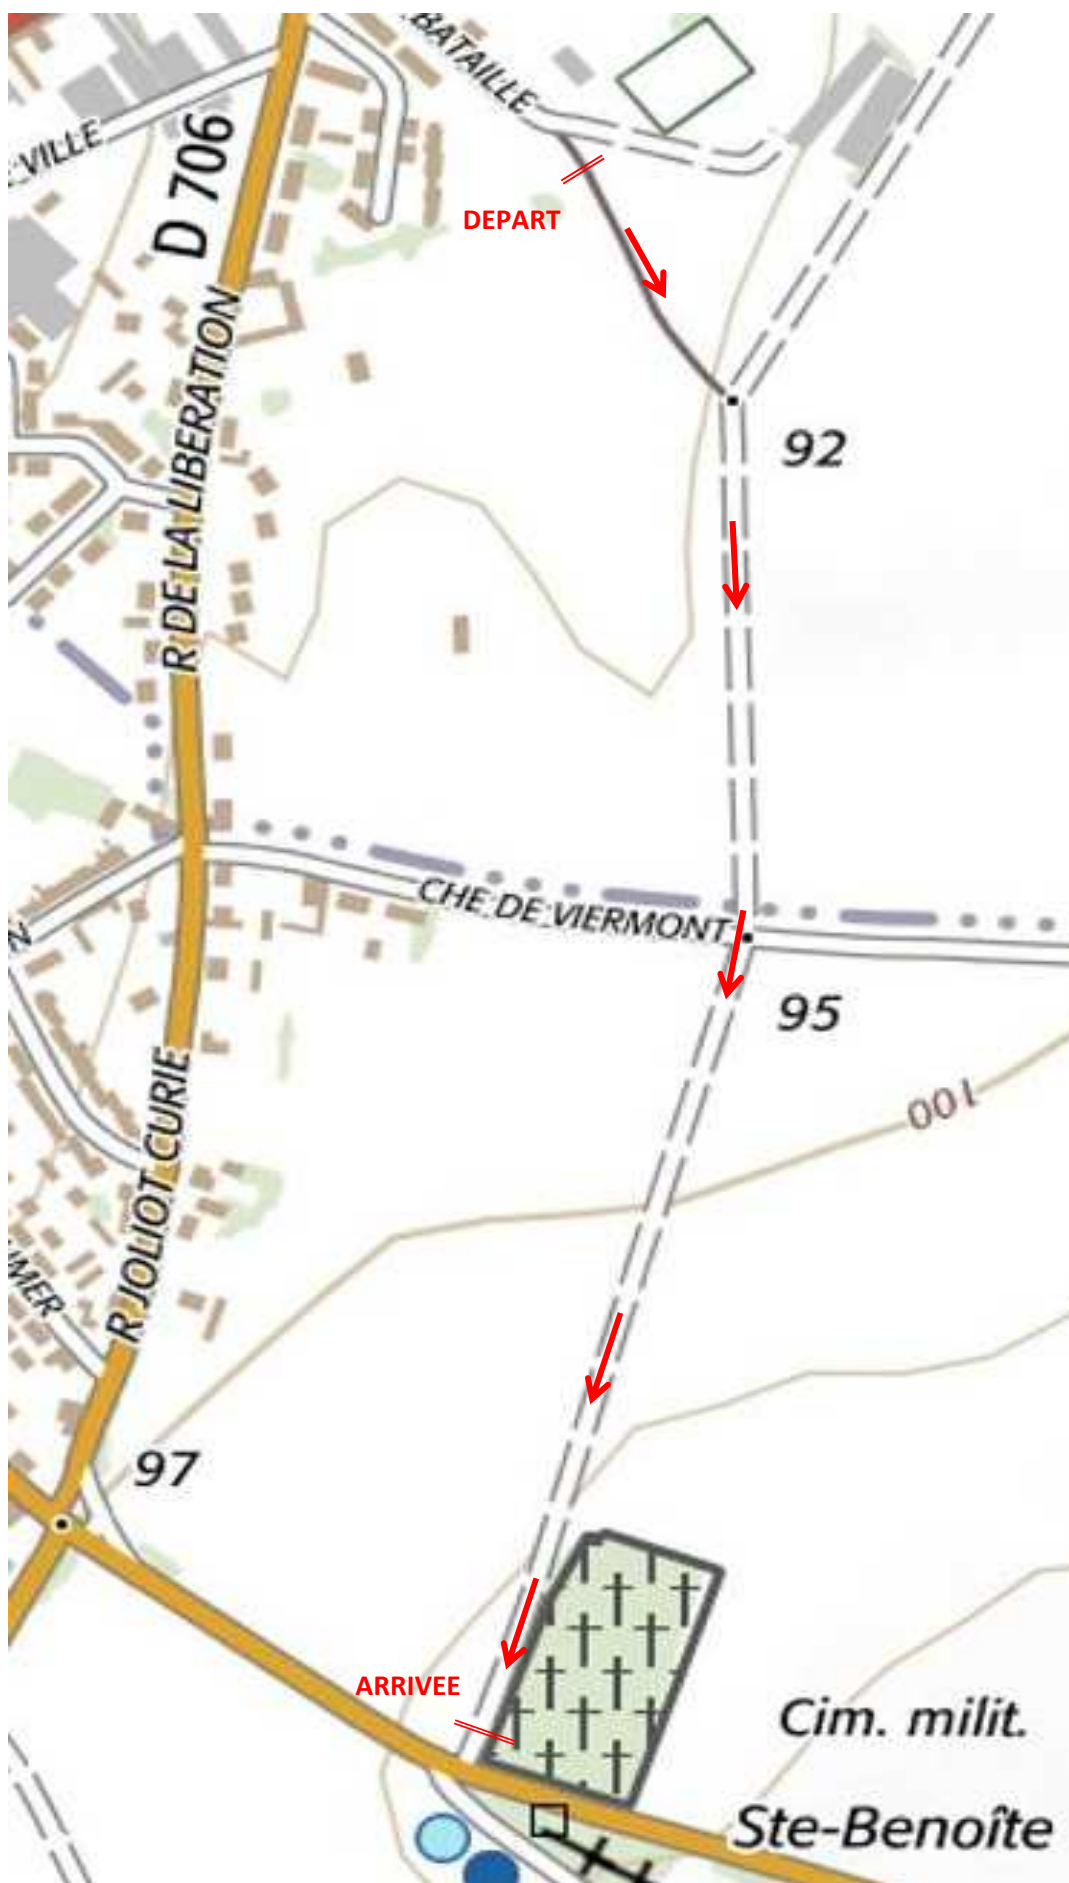 BATAILLE
VILLE
D 706
DEPART
R DE LA LIBERATION
92
CHE DE VIERMONT
95
100
R JOLIOT CURIE
UMER
97
ARRIVEE
Cim. milit.
Ste-Benoîte